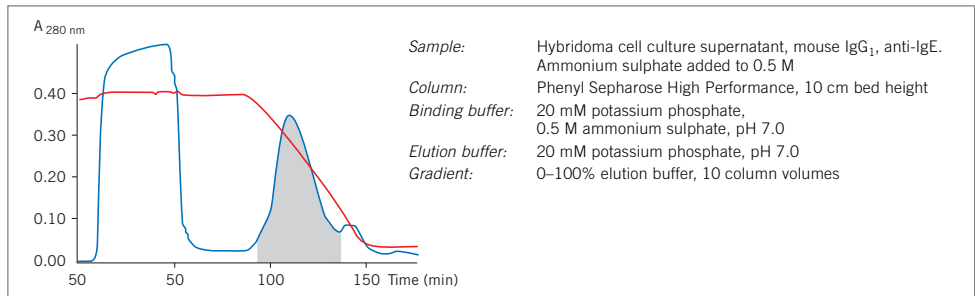 A 280 nm
0.40
0.30
0.20
0.10
0.00
50 50 100 150 Time (min)
Sample: Hybridoma cell culture supernatant, mouse IgG1, anti-IgE.
Ammonium sulphate added to 0.5 M
Column: Phenyl Sepharose High Performance, 10 cm bed height
Binding buffer: 20 mM potassium phosphate,
0.5 M ammonium sulphate, pH 7.0
Elution buffer: 20 mM potassium phosphate, pH 7.0
Gradient: 0–100% elution buffer, 10 column volumes